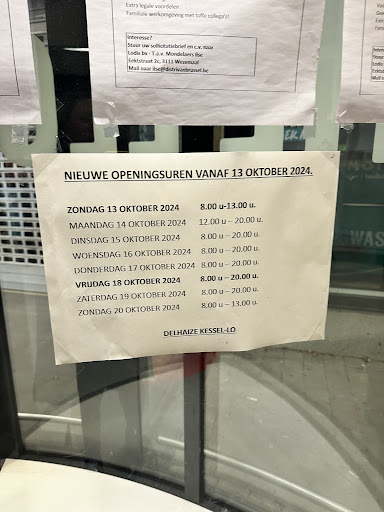 Extra legale voordelen
Familiale werkomgeving met toffe collega's!
Interesse?
Stuur uw sollicitatiebrief en c.v. naar
Lodis bv - T.a.v. Mondelaers Ilse
Eektstraat 2c, 3111 Wezemaal
Mail naar ilse@distrivanbrussel.be
NIEUWE OPENINGSUREN VANAF 13 OKTOBER 2024.
ZONDAG 13 OKTOBER 2024 8.00 u-13.00 u.
MAANDAG 14 OKTOBER 2024 12.00 u – 20.00 u.
DINSDAG 15 OKTOBER 2024 8.00 u – 20.00 u.
WOENSDAG 16 OKTOBER 2024 8.00 u – 20.00 u.
DONDERDAG 17 OKTOBER 2024 8.00 u – 20.00 u.
VRIJDAG 18 OKTOBER 2024 8.00 u – 20.00 u.
ZATERDAG 19 OKTOBER 2024 8.00 u – 20.00 u.
ZONDAG 20 OKTOBER 2024 8.00 u – 13.00 u.
DELHAIZE KESSEL-LO
WAS